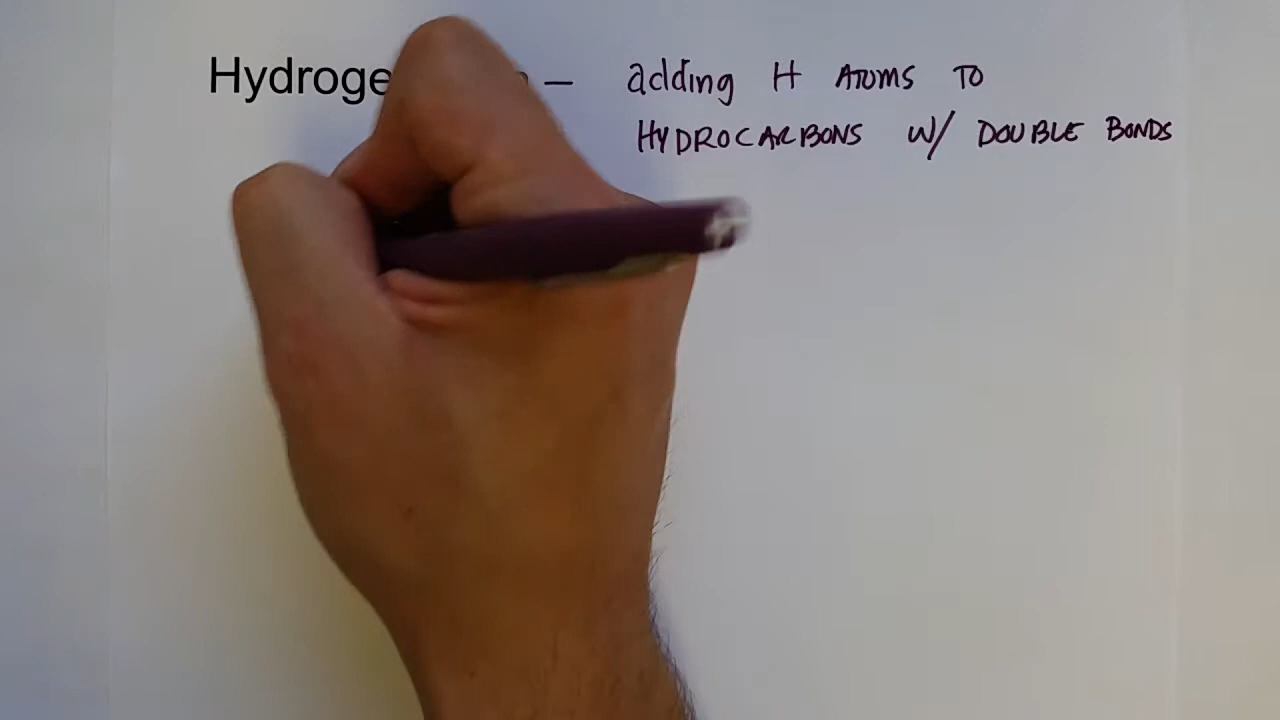 Hydroge n — adding H ATOMS TO
HYDROCARBONS W/ DOUBLE BONDS